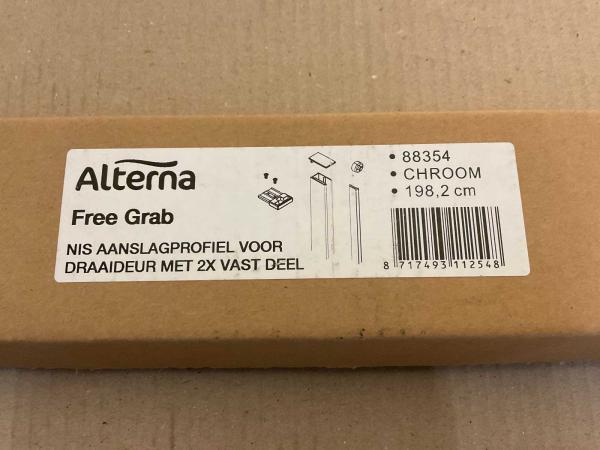 Alterna
Free Grab
NIS AANSLAGPROFIEL VOOR
DRAAIDEUR MET 2X VAST DEEL
• 88354
• CHROOM
• 198,2 cm
8 717493 112548